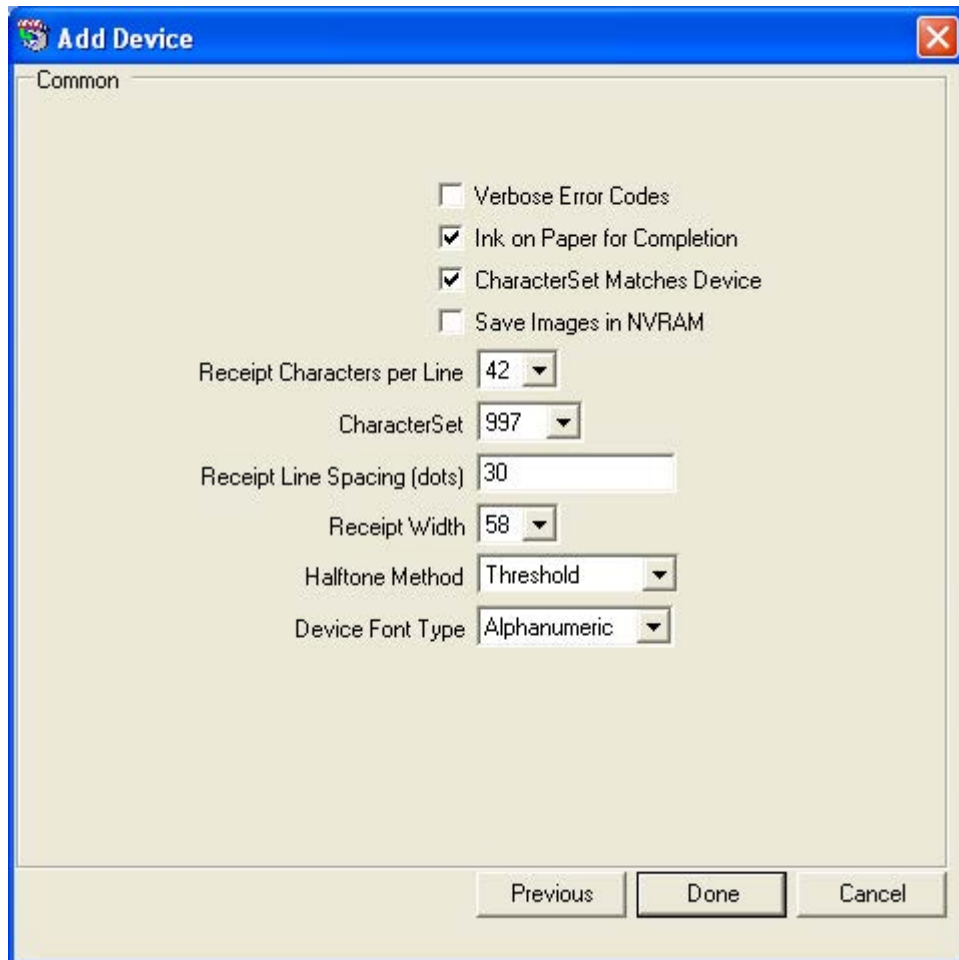 Add Device
Common
Verbose Error Codes
Ink on Paper for Completion
CharacterSet Matches Device
Save Images in NVRAM
Receipt Characters per Line 42
CharacterSet 997
Receipt Line Spacing (dots) 30
Receipt Width 58
Halftone Method Threshold
Device Font Type Alphanumeric
Previous Done Cancel